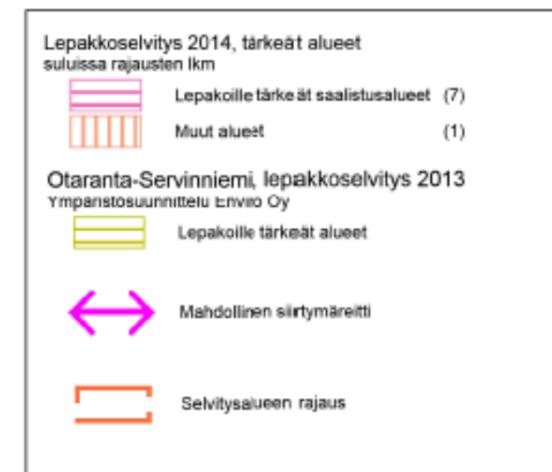 Lepakkoselvitys 2014, tärkeät alueet
suluissa rajausten lkm
Lepakoille tärkeät saalistusalueet (7)
Muut alueet (1)
Otaranta-Servinniemi, lepakkoselvitys 2013
Ympäristösuunnittelu Enviro Oy
Lepakoille tärkeät alueet
Mahdollinen siirtymäreitti
Selvitysalueen rajaus